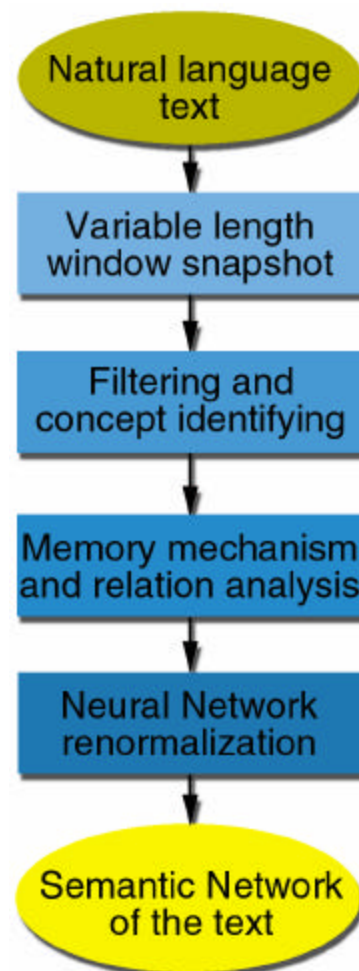 Natural language
text
Variable length
window snapshot
Filtering and
concept identifying
Memory mechanism
and relation analysis
Neural Network
renormalization
Semantic Network
of the text